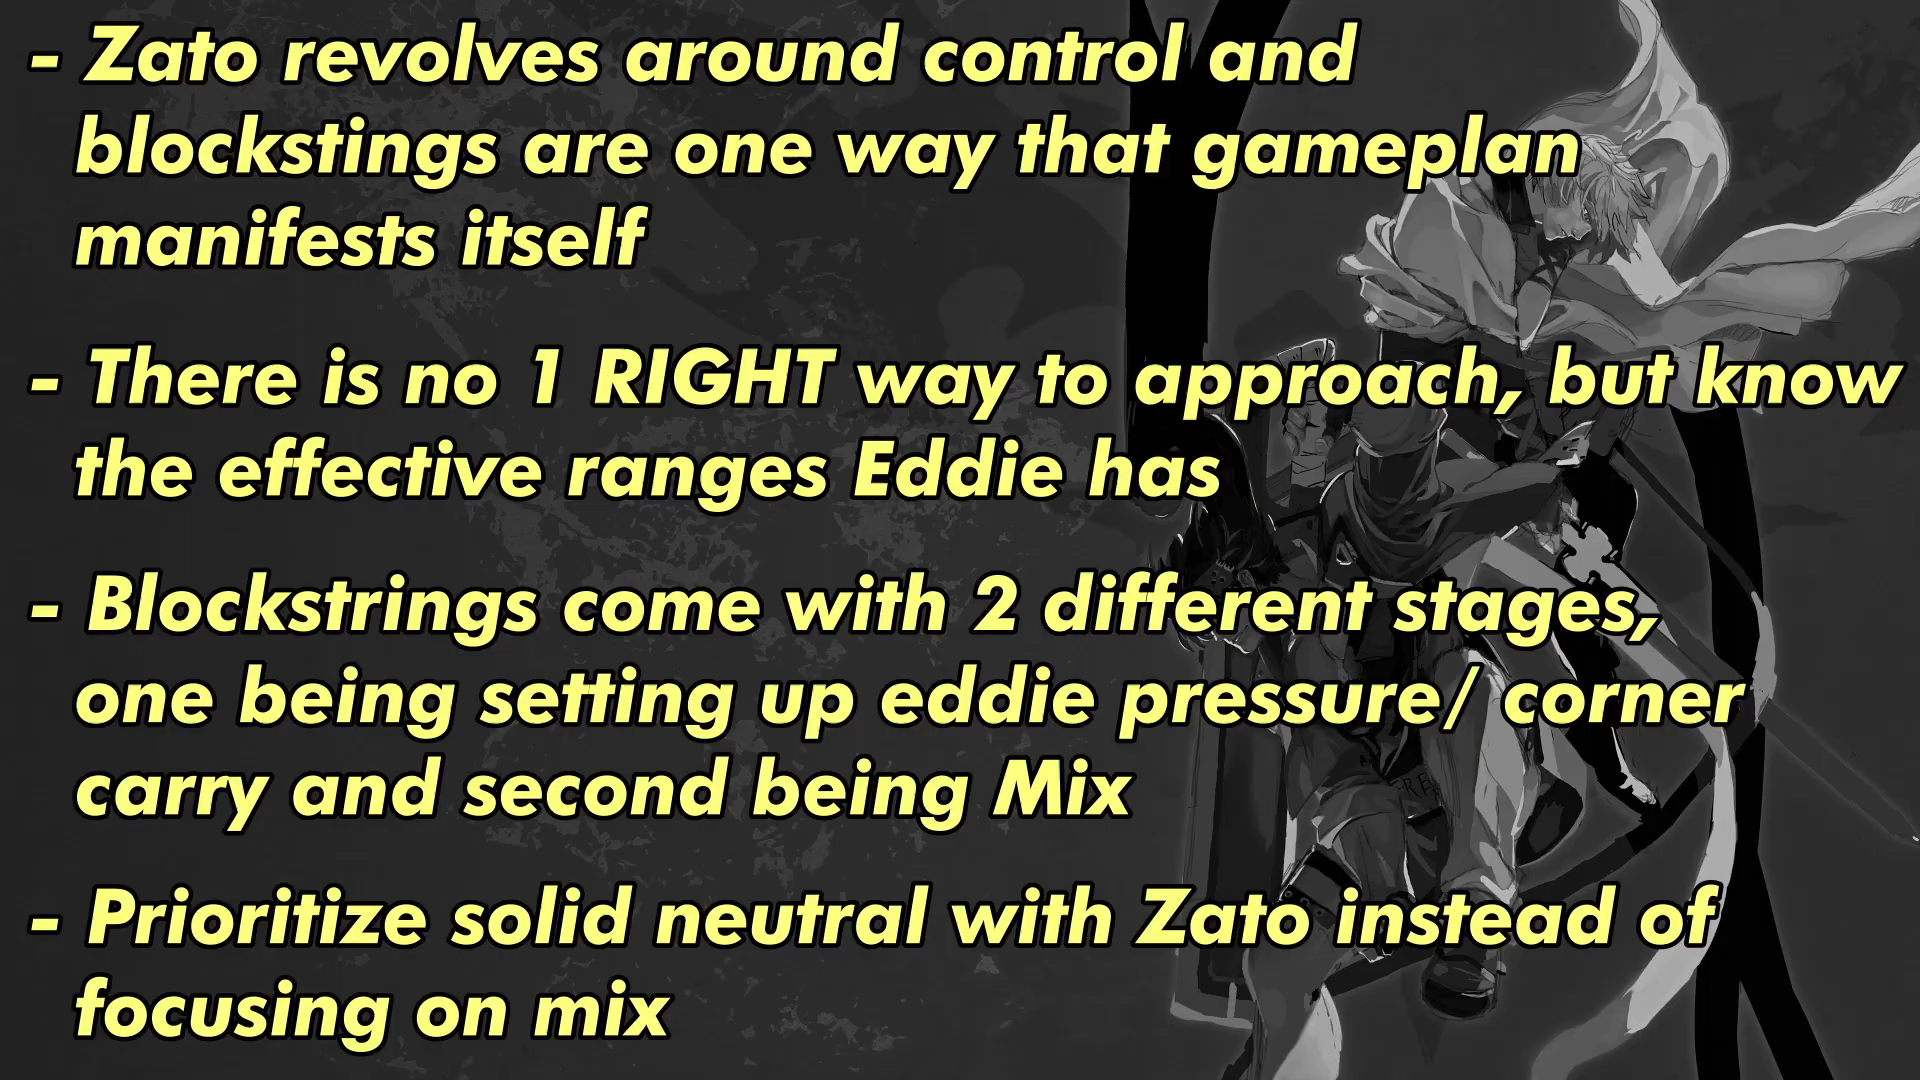 - Zato revolves around control and
blockstings are one way that gameplan
manifests itself
- There is no 1 RIGHT way to approach, but know
the effective ranges Eddie has
- Blockstrings come with 2 different stages,
one being setting up eddie pressure/ corner
carry and second being Mix
- Prioritize solid neutral with Zato instead of
focusing on mix